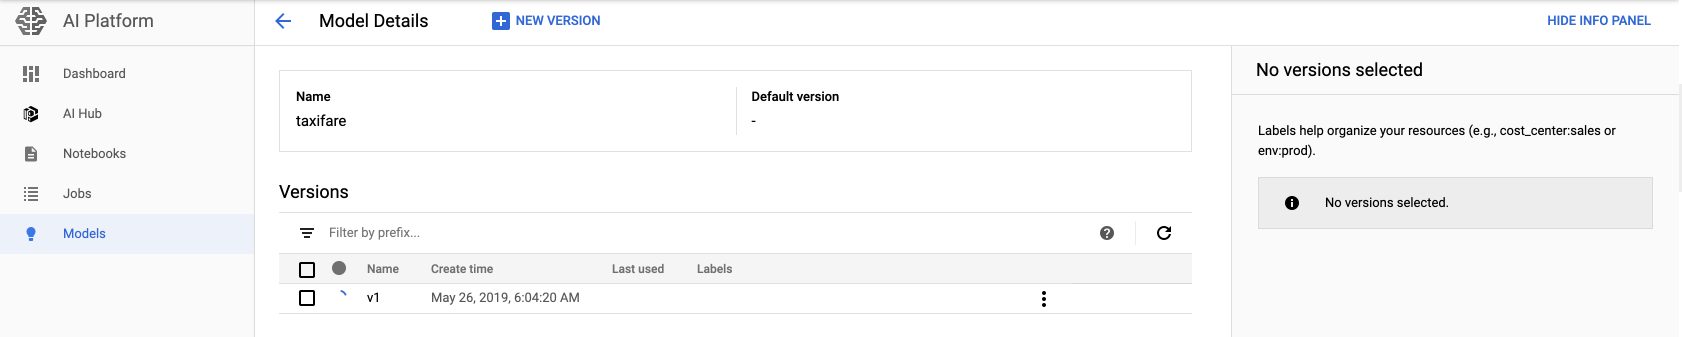 AI Platform
Model Details
NEW VERSION
HIDE INFO PANEL
Dashboard
AI Hub
Notebooks
Jobs
Models
Name
Default version
taxifare
-
Versions
Filter by prefix...
Name Create time Last used Labels
v1 May 26, 2019, 6:04:20 AM
No versions selected
Labels help organize your resources (e.g., cost_center:sales or
env:prod).
No versions selected.